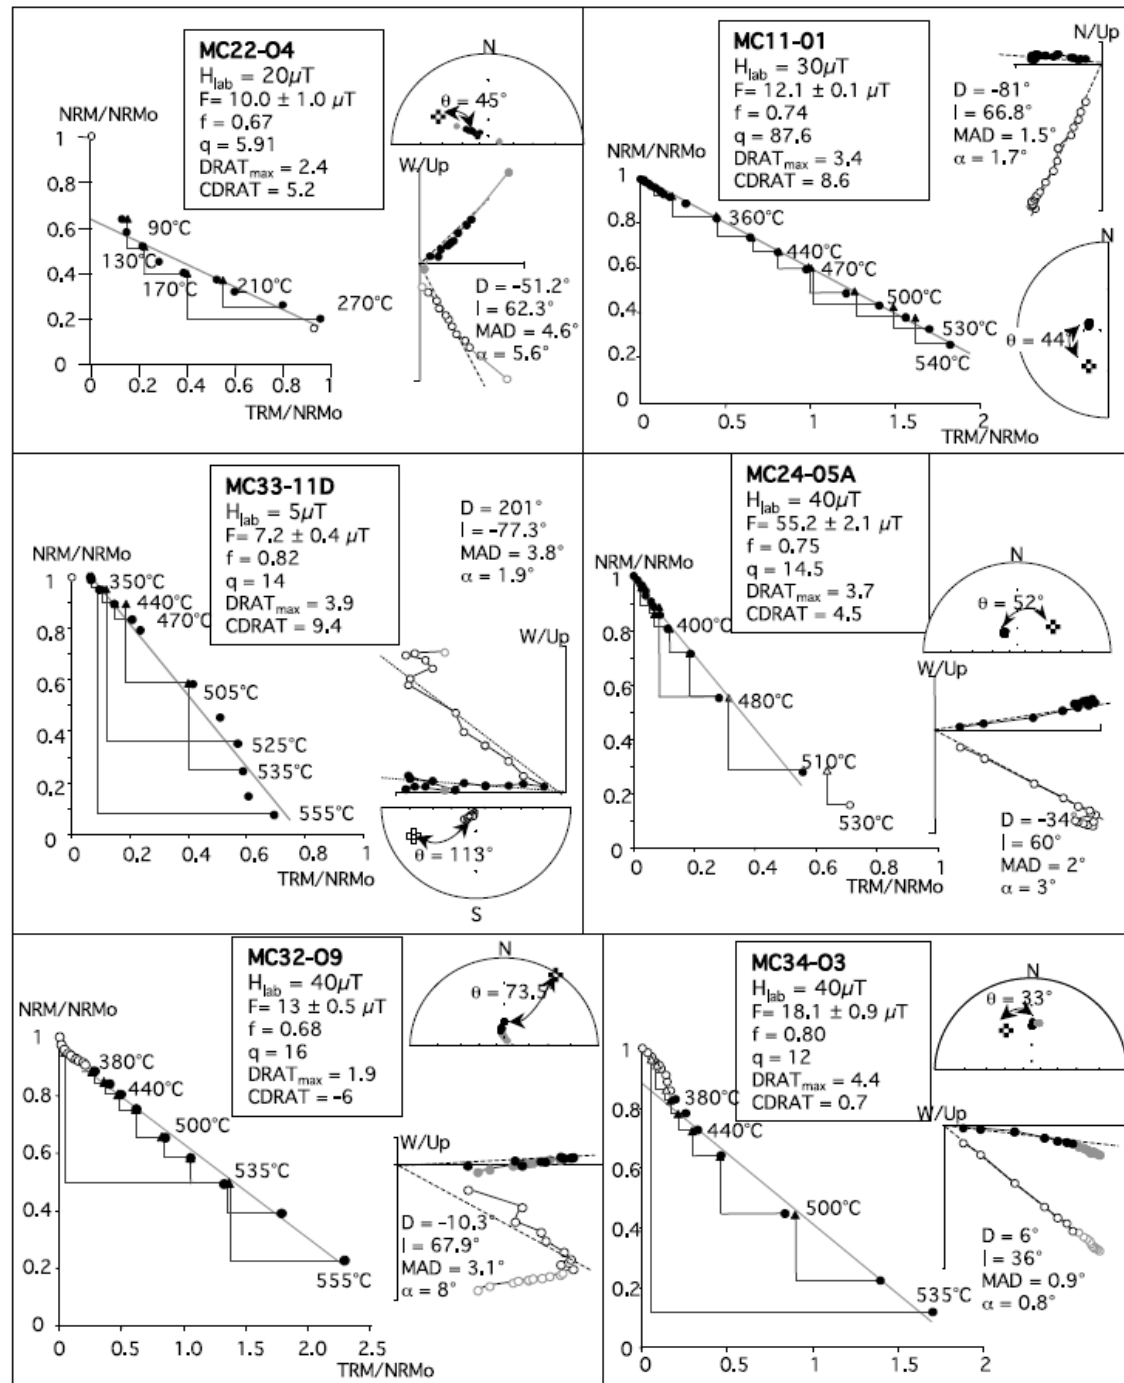 MC22-04
H_lab = 20μT
F= 10.0 ± 1.0 μT
f = 0.67
q = 5.91
DRAT_max = 2.4
CDRAT = 5.2
NRM/NRMo
1
0.8
0.6
0.4
0.2
0
0 0.2 0.4 0.6 0.8 1
TRM/NRMo
90°C
130°C
170°C
210°C
270°C
N
θ = 45°
W/Up
D = -51.2°
I = 62.3°
MAD = 4.6°
α = 5.6°
MC11-01
H_lab = 30μT
F= 12.1 ± 0.1 μT
f = 0.74
q = 87.6
DRAT_max = 3.4
CDRAT = 8.6
NRM/NRMo
1
0.8
0.6
0.4
0.2
0
0 0.5 1 1.5 2
TRM/NRMo
360°C
440°C
470°C
500°C
530°C
540°C
N/Up
D = -81°
I = 66.8°
MAD = 1.5°
α = 1.7°
N
θ = 44
MC33-11D
H_lab = 5μT
F= 7.2 ± 0.4 μT
f = 0.82
q = 14
DRAT_max = 3.9
CDRAT = 9.4
NRM/NRMo
1
0.8
0.6
0.4
0.2
0
0 0.2 0.4 0.6 0.8 1
TRM/NRMo
350°C
440°C
470°C
505°C
525°C
535°C
555°C
D = 201°
I = -77.3°
MAD = 3.8°
α = 1.9°
W/Up
θ = 113°
S
MC24-05A
H_lab = 40μT
F= 55.2 ± 2.1 μT
f = 0.75
q = 14.5
DRAT_max = 3.7
CDRAT = 4.5
NRM/NRMo
1
0.8
0.6
0.4
0.2
0
0 0.2 0.4 0.6 0.8 1
TRM/NRMo
400°C
480°C
510°C
530°C
N
θ = 52°
W/Up
D = -34°
I = 60°
MAD = 2°
α = 3°
MC32-09
H_lab = 40μT
F= 13 ± 0.5 μT
f = 0.68
q = 16
DRAT_max = 1.9
CDRAT = -6
NRM/NRMo
1
0.8
0.6
0.4
0.2
0
0 0.5 1.0 1.5 2.0 2.5
TRM/NRMo
380°C
440°C
500°C
535°C
555°C
N
θ = 73.5
W/Up
D = -10.3°
I = 67.9°
MAD = 3.1°
α = 8°
MC34-03
H_lab = 40μT
F= 18.1 ± 0.9 μT
f = 0.80
q = 12
DRAT_max = 4.4
CDRAT = 0.7
NRM/NRMo
1
0.8
0.6
0.4
0.2
0
0 0.5 1 1.5 2
TRM/NRMo
380°C
440°C
500°C
535°C
N
θ = 33°
W/Up
D = 6°
I = 36°
MAD = 0.9°
α = 0.8°